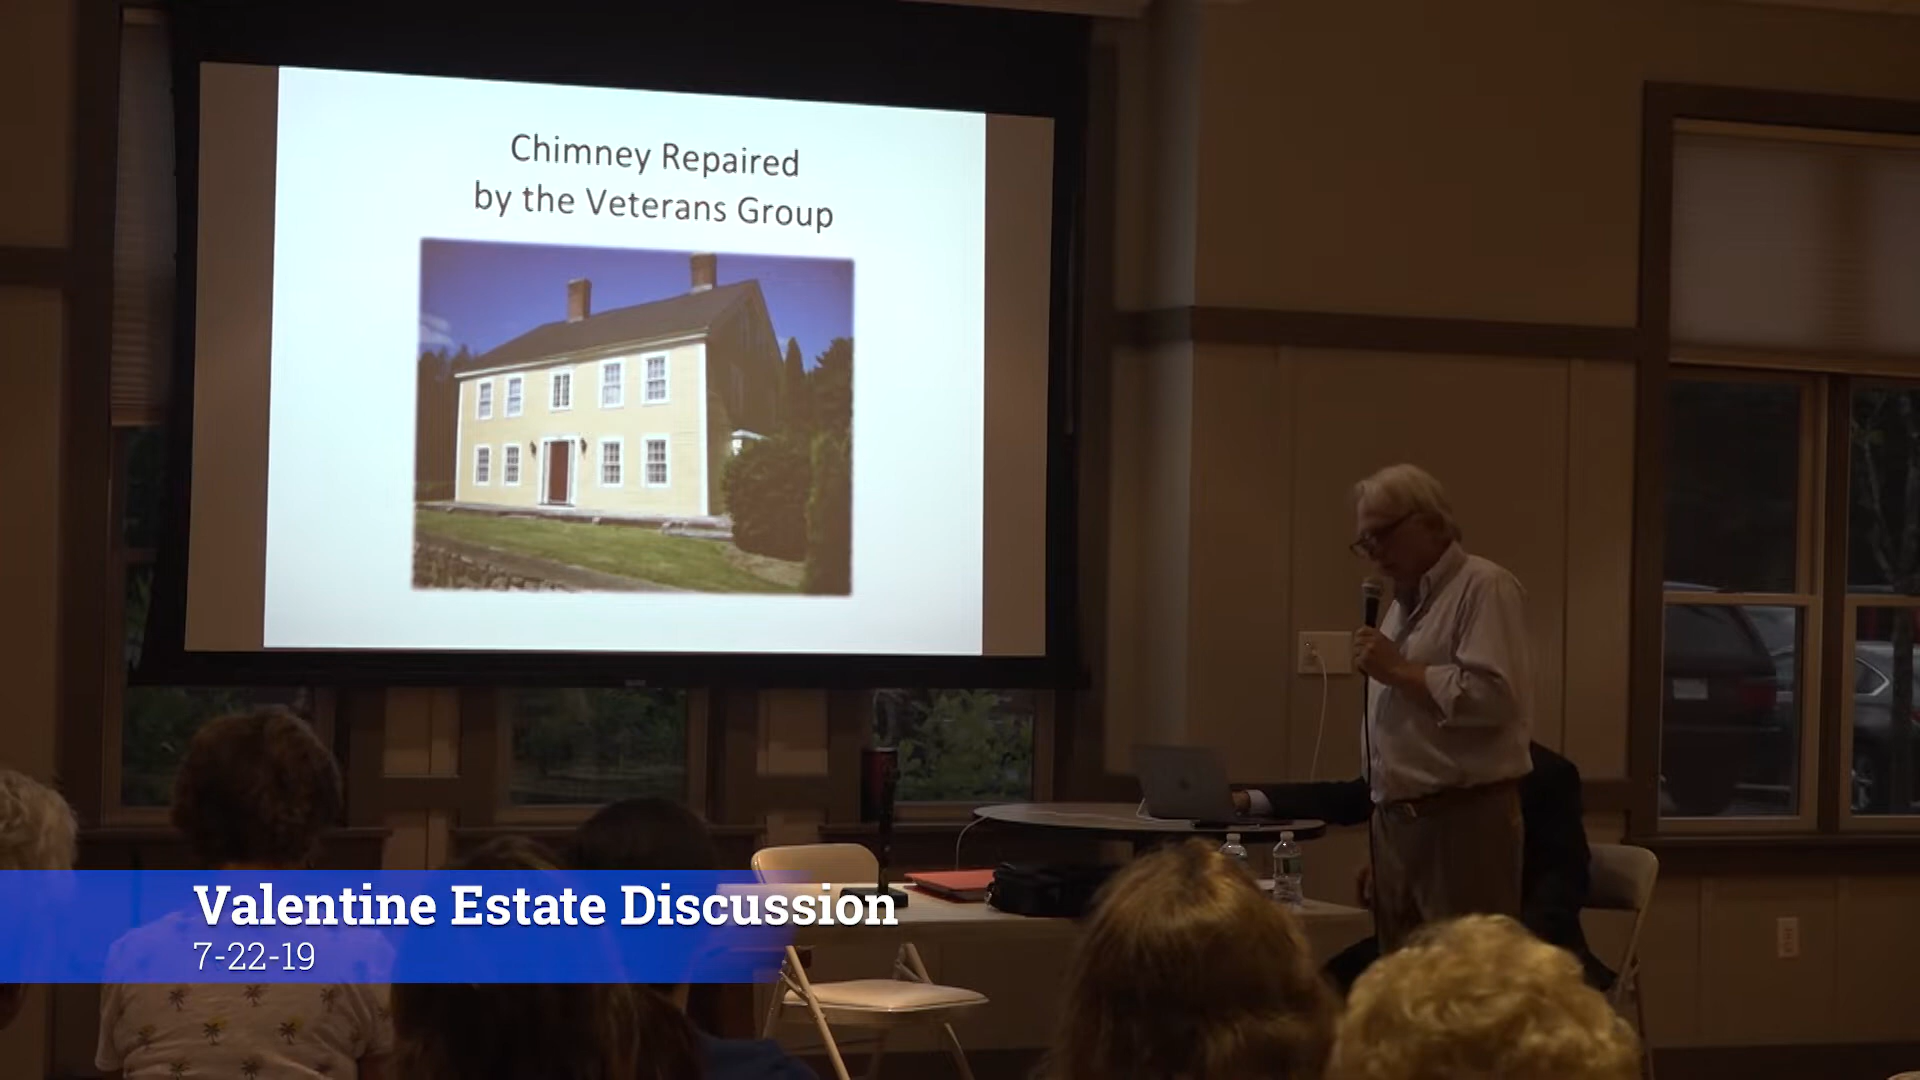 Chimney Repaired
by the Veterans Group
Valentine Estate Discussion
7-22-19